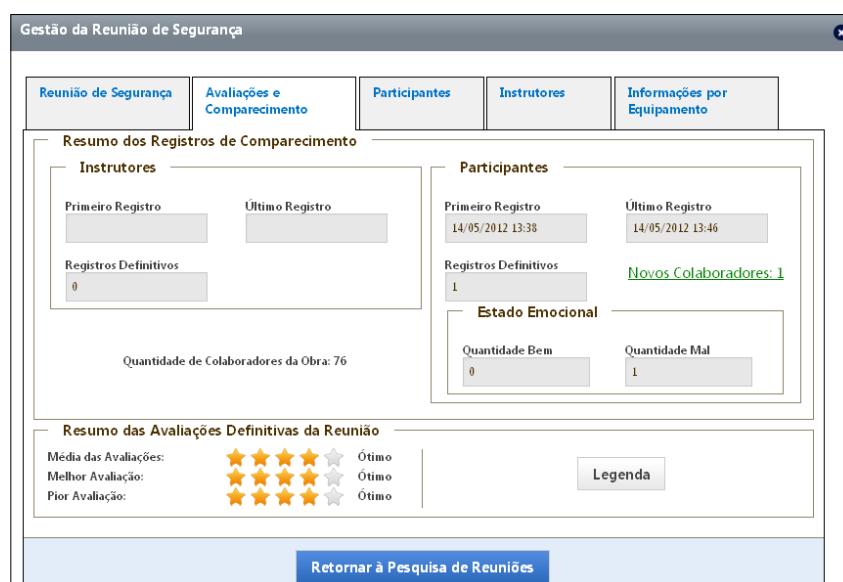 Gestão da Reunião de Segurança
Reunião de Segurança
Avaliações e
Comparecimento
Participantes
Instrutores
Informações por
Equipamento
Resumo dos Registros de Comparecimento
Instrutores
Primeiro Registro
Último Registro
Registros Definitivos
0
Quantidade de Colaboradores da Obra: 76
Participantes
Primeiro Registro
Último Registro
14/05/2012 13:38
14/05/2012 13:46
Registros Definitivos
1
Novos Colaboradores: 1
Estado Emocional
Quantidade Bem
Quantidade Mal
0
1
Resumo das Avaliações Definitivas da Reunião
Média das Avaliações:
Ótimo
Melhor Avaliação:
Ótimo
Pior Avaliação:
Ótimo
Legenda
Retornar à Pesquisa de Reuniões